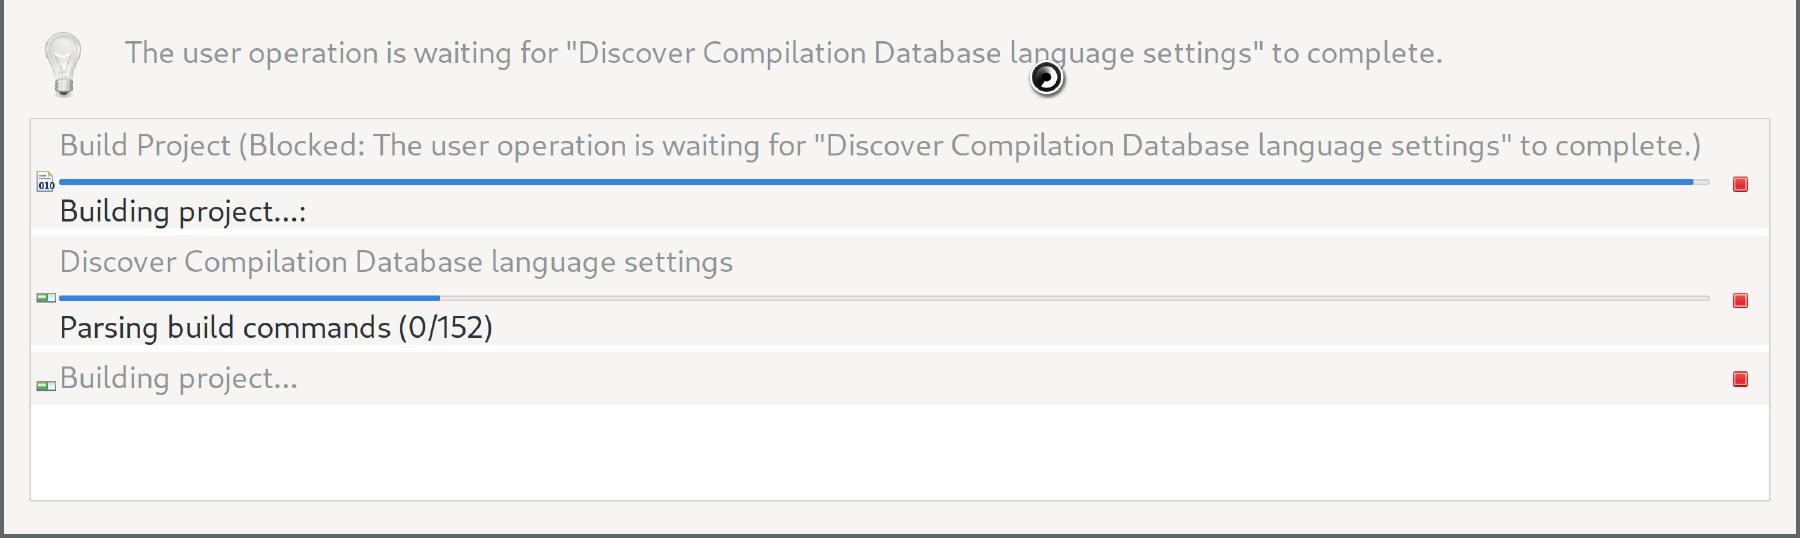 The user operation is waiting for "Discover Compilation Database language settings" to complete.
Build Project (Blocked: The user operation is waiting for "Discover Compilation Database language settings" to complete.)
010
Building project...:
Discover Compilation Database language settings
Parsing build commands (0/152)
Building project...